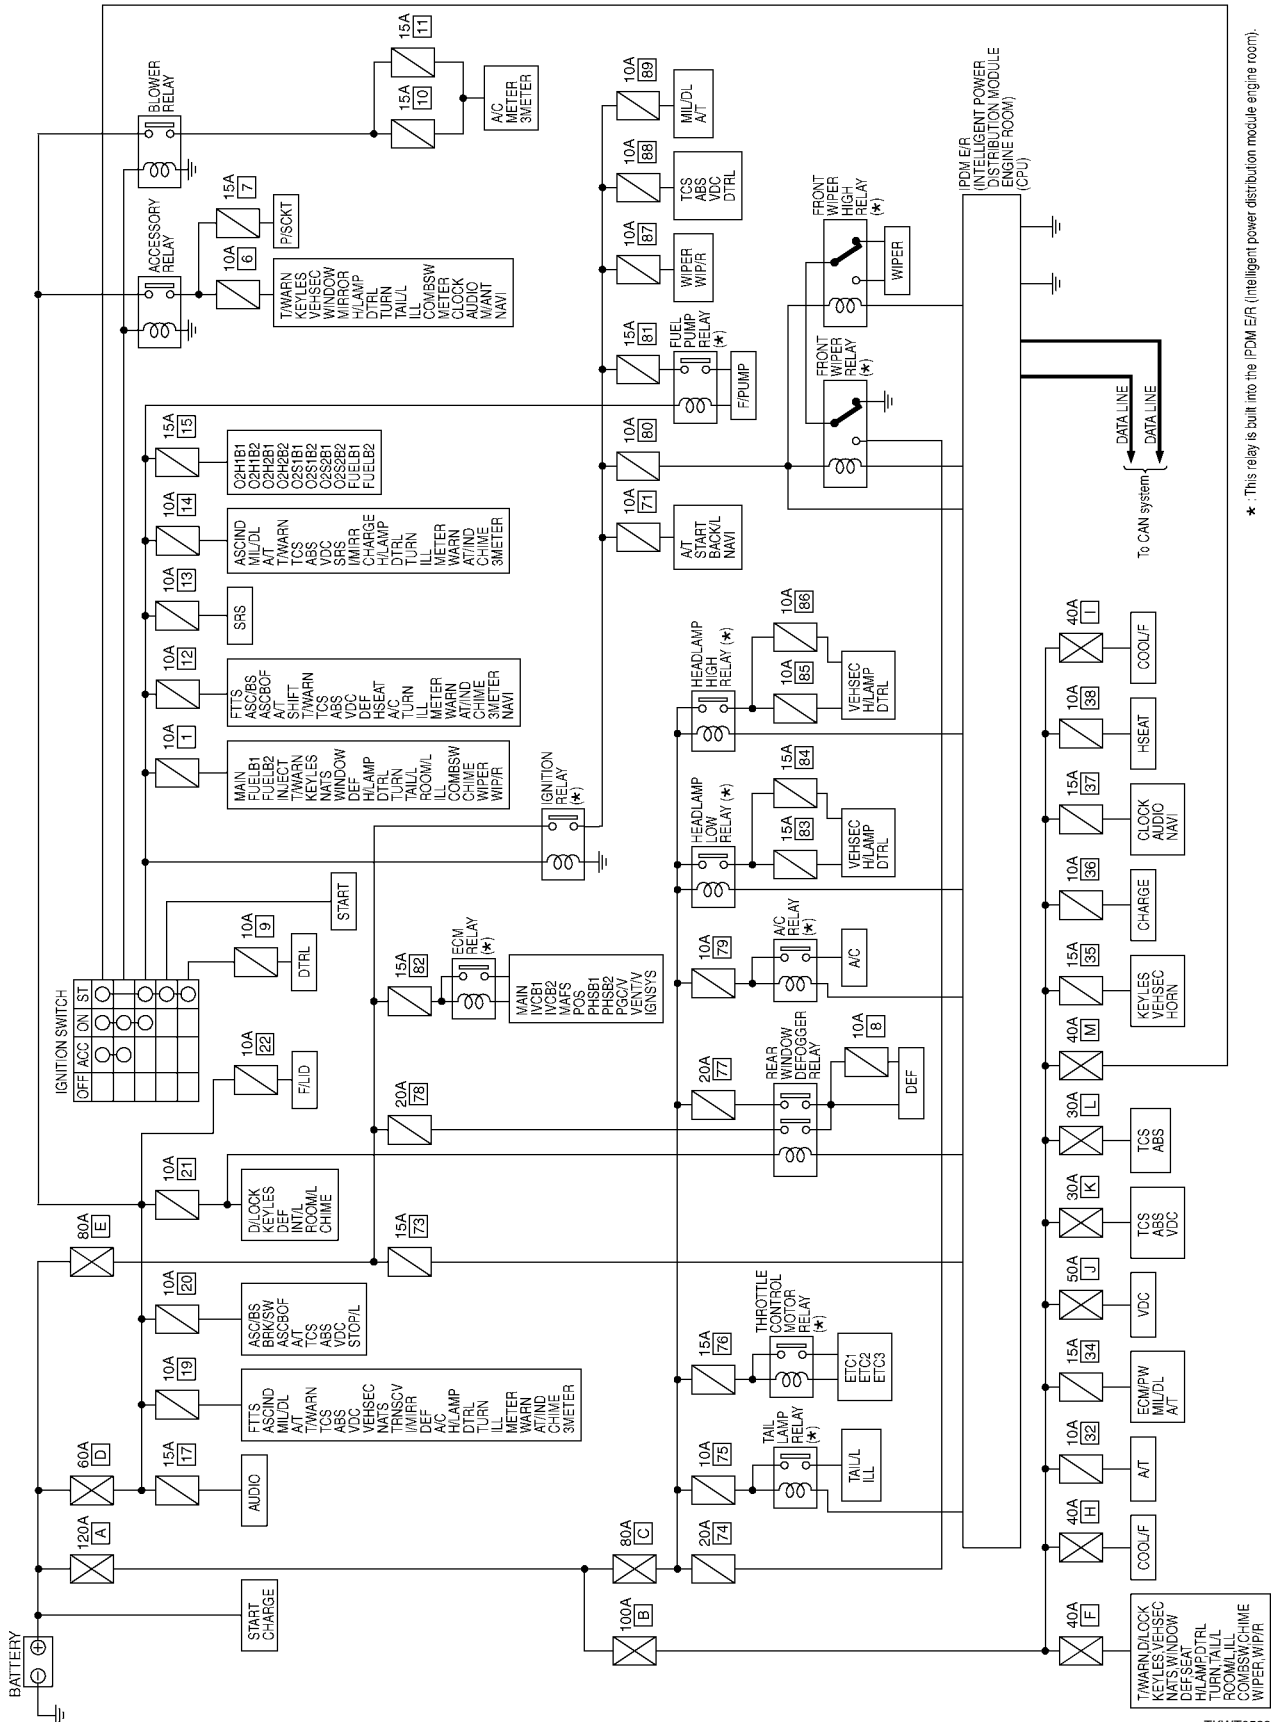 BATTERY
START
CHARGE
120A
A
60A
D
80A
E
15A
17
AUDIO
10A
19
FTTS
ASCIND
MIL/DL
A/T
T/WARN
TCS
ABS
VDC
VEHSEC
NATS
TRNSCV
I/MIRR
DEF
A/C
H/LAMP
DTRL
TURN
ILL
METER
WARN
AT/IND
CHIME
3METER
10A
20
ASC/BS
BRK/SW
ASCBOF
A/T
TCS
ABS
VDC
STOP/L
10A
21
D/LOCK
KEYLES
DEF
INT/L
ROOM/L
CHIME
10A
22
F/LID
10A
9
DTRL
START
IGNITION SWITCH
OFF ACC ON ST
10A
1
MAIN
FUELB1
FUELB2
INJECT
T/WARN
KEYLES
NATS
WINDOW
DEF
H/LAMP
DTRL
TURN
TAIL/L
ROOM/L
ILL
COMBSW
CHIME
WIPER
WIP/R
10A
12
FTTS
ASC/BS
ASCBOF
A/T
SHIFT
T/WARN
TCS
ABS
VDC
DEF
HSEAT
A/C
TURN
ILL
METER
WARN
AT/IND
CHIME
3METER
NAVI
10A
13
SRS
10A
14
ASCIND
MIL/DL
A/T
T/WARN
TCS
ABS
VDC
SRS
I/MIRR
CHARGE
H/LAMP
DTRL
TURN
ILL
METER
WARN
AT/IND
CHIME
3METER
15A
15
O2H1B1
O2H1B2
O2H2B1
O2H2B2
O2S1B1
O2S1B2
O2S2B1
O2S2B2
FUELB1
FUELB2
ACCESSORY
RELAY
10A
6
T/WARN
KEYLES
VEHSEC
WINDOW
MIRROR
H/LAMP
DTRL
TURN
TAIL/L
ILL
COMBSW
METER
CLOCK
AUDIO
M/ANT
NAVI
15A
7
P/SCKT
BLOWER
RELAY
15A
10
15A
11
A/C
METER
3METER
15A
73
20A
78
15A
82
ECM
RELAY
(*)
MAIN
IVCB1
IVCB2
MAFS
POS
PHSB1
PHSB2
PGC/V
VENT/V
IGNSYS
IGNITION
RELAY
(*)
10A
71
A/T
START
BACK/L
NAVI
10A
80
15A
81
FUEL
PUMP
RELAY
(*)
F/PUMP
10A
87
WIPER
WIP/R
10A
88
TCS
ABS
VDC
DTRL
10A
89
MIL/DL
A/T
100A
B
80A
C
20A
74
10A
75
TAIL
LAMP
RELAY
(*)
TAIL/L
ILL
15A
76
THROTTLE
CONTROL
MOTOR
RELAY
(*)
ETC1
ETC2
ETC3
20A
77
REAR
WINDOW
DEFOGGER
RELAY
10A
8
DEF
10A
79
A/C
RELAY
(*)
A/C
HEADLAMP
LOW
RELAY (*)
15A
83
15A
84
VEHSEC
H/LAMP
DTRL
HEADLAMP
HIGH
RELAY (*)
10A
85
10A
86
VEHSEC
H/LAMP
DTRL
FRONT
WIPER
RELAY
(*)
FRONT
WIPER
HIGH
RELAY
(*)
WIPER
IPDM E/R
(INTELLIGENT POWER
DISTRIBUTION MODULE
ENGINE ROOM)
(CPU)
DATA LINE
DATA LINE
To CAN system
40A
F
T/WARN,D/LOCK
KEYLES,VEHSEC
NATS,WINDOW
DEF,SEAT
H/LAMP,DTRL
TURN,TAIL/L
ROOM/L,ILL
COMBSW,CHIME
WIPER,WIP/R
40A
H
COOL/F
10A
32
A/T
15A
34
ECM/PW
MIL/DL
A/T
50A
J
VDC
30A
K
TCS
ABS
VDC
30A
L
TCS
ABS
40A
M
15A
35
KEYLES
VEHSEC
HORN
10A
36
CHARGE
15A
37
CLOCK
AUDIO
NAVI
10A
38
HSEAT
40A
I
COOL/F
* : This relay is built into the IPDM E/R (Intelligent power distribution module engine room).